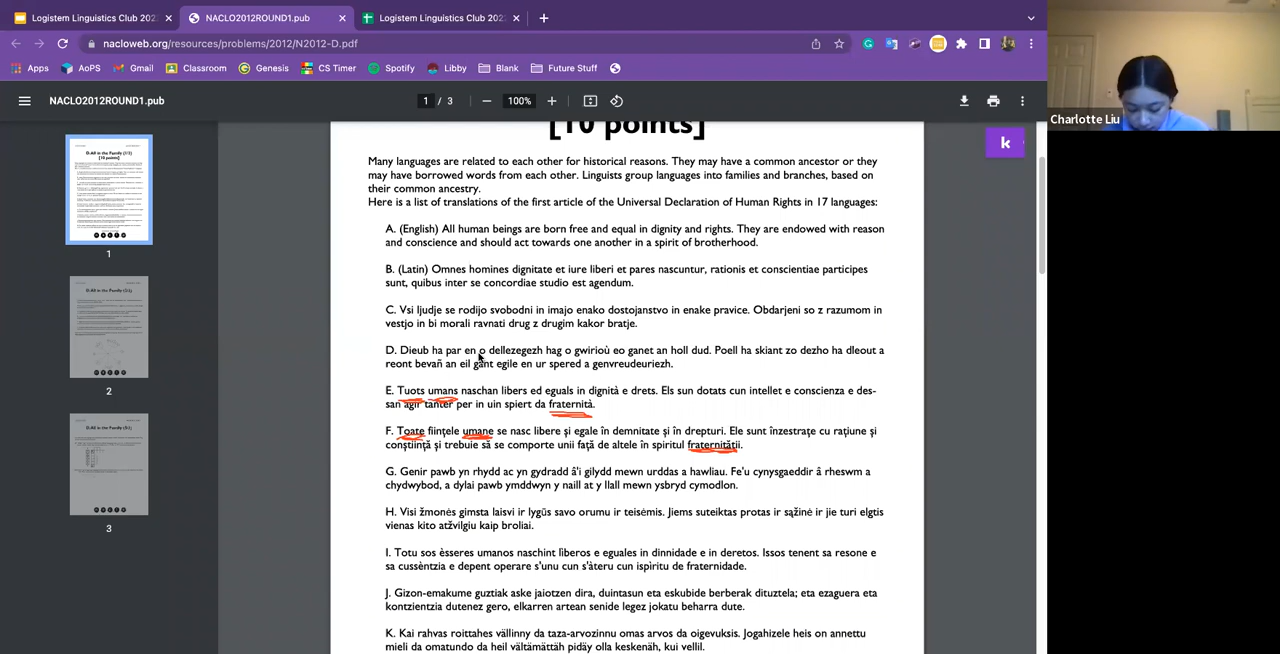 Logistem Linguistics Club 202
NACLO2012ROUND1.pub
Logistem Linguistics Club 2022
nacloweb.org/resources/problems/2012/N2012-D.pdf
Apps
AoPS
Gmail
Classroom
Genesis
CS Timer
Spotify
Libby
Blank
Future Stuff
NACLO2012ROUND1.pub
1 / 3
100%
Charlotte Liu
k
1
2
3
[10 points]
Many languages are related to each other for historical reasons. They may have a common ancestor or they
may have borrowed words from each other. Linguists group languages into families and branches, based on
their common ancestry.
Here is a list of translations of the first article of the Universal Declaration of Human Rights in 17 languages:
A. (English) All human beings are born free and equal in dignity and rights. They are endowed with reason
and conscience and should act towards one another in a spirit of brotherhood.
B. (Latin) Omnes homines dignitate et iure liberi et pares nascuntur, rationis et conscientiae participes
sunt, quibus inter se concordiae studio est agendum.
C. Vsi ljudje se rodijo svobodni in imajo enako dostojanstvo in enake pravice. Obdarjeni so z razumom in
vestjo in bi morali ravnati drug z drugim kakor bratje.
D. Dieub ha par en o dellezegezh hag o gwirioù eo ganet an holl dud. Poell ha skiant zo dezho ha dleout a
reont bevañ an eil gant egile en ur spered a genvreudeuriezh.
E. Tuots umans naschan libers ed eguals in dignità e drets. Els sun dotats cun intellet e conscienza e des-
san agir tanter per in uin spiert da fraternità.
F. Toate ființele umane se nasc libere și egale în demnitate și în drepturi. Ele sunt înzestrațe cu rațiune și
conștiință și trebuie să se comporte unii față de altele în spiritul fraternității.
G. Genir pawb yn rhydd ac yn gydradd â'i gilydd mewn urddas a hawliau. Fe'u cynysgaeddir â rheswm a
chydwybod, a dylai pawb ymddwyn y naill at y llall mewn ysbryd cymodlon.
H. Visi žmonės gimsta laisvi ir lygūs savo orumu ir teisėmis. Jiems suteiktas protas ir sąžinė ir jie turi elgtis
vienas kito atžvilgiu kaip broliai.
I. Totu sos èsseres umanos naschint lìberos e eguales in dinnidade e in deretos. Issos tenent sa resone e
sa cussèntzia e depent operare s'unu cun s'àteru cun ispìritu de fraternidade.
J. Gizon-emakume guztiak aske jaiotzen dira, duintasun eta eskubide berberak dituztela; eta ezaguera eta
kontzientzia dutenez gero, elkarren artean senide legez jokatu beharra dute.
K. Kai rahvas roittahes vällinny da taza-arvozinnu omas arvos da oigevuksis. Jogahizele heis on annettu
mieli da omatundo da heil vältämättäh pidäy olla keskenäh, kui vellil.